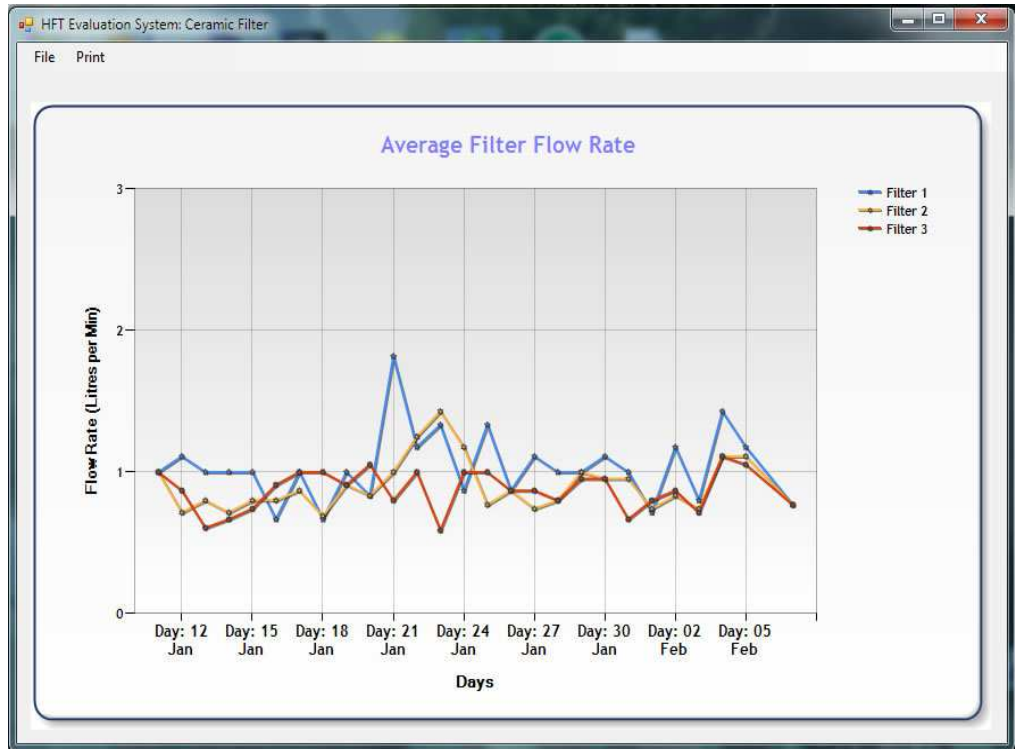 HFT Evaluation System: Ceramic Filter
File Print
Average Filter Flow Rate
3
2
1
0
Flow Rate (Litres per Min)
Filter 1
Filter 2
Filter 3
Day: 12 Day: 15 Day: 18 Day: 21 Day: 24 Day: 27 Day: 30 Day: 02 Day: 05
Jan Jan Jan Jan Jan Jan Jan Feb Feb
Days